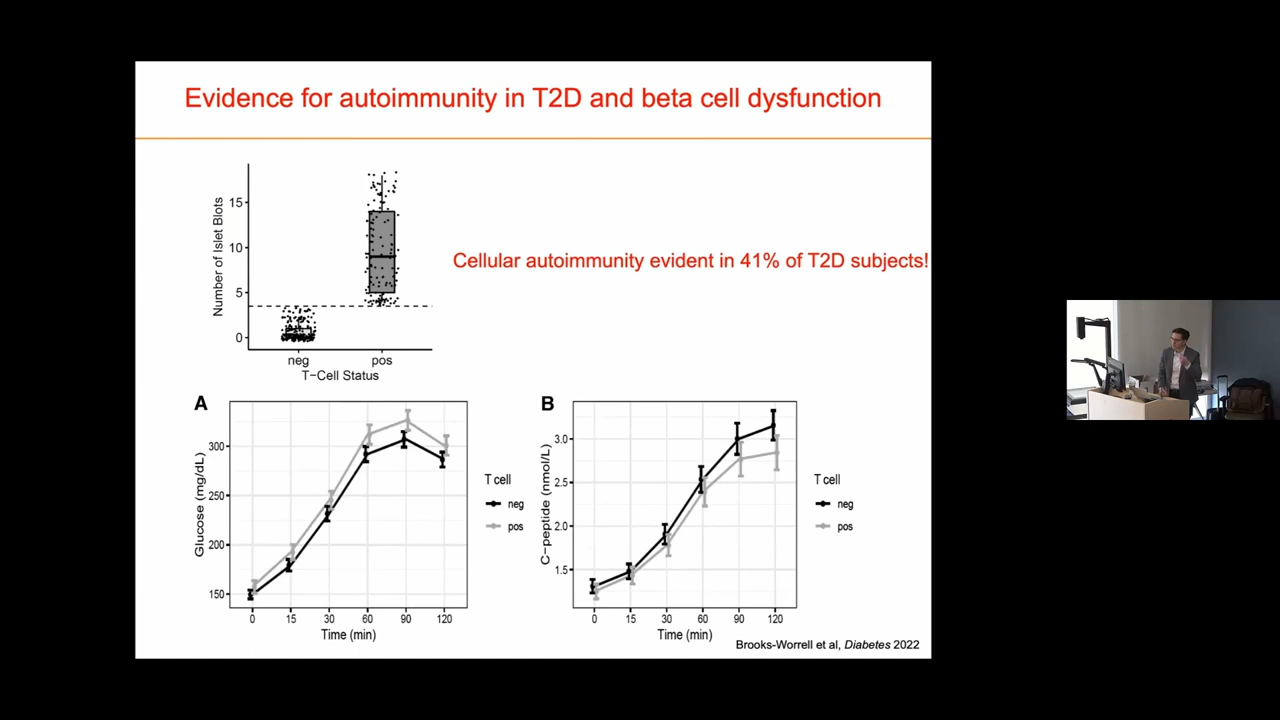 Evidence for autoimmunity in T2D and beta cell dysfunction
Number of Islet Blots
15
10
5
0
neg
pos
T-Cell Status
Cellular autoimmunity evident in 41% of T2D subjects!
A
Glucose (mg/dL)
300
250
200
150
0 15 30 60 90 120
Time (min)
T cell
neg
pos
B
C-peptide (nmol/L)
3.0
2.5
2.0
1.5
0 15 30 60 90 120
Time (min)
T cell
neg
pos
Brooks-Worrell et al, Diabetes 2022